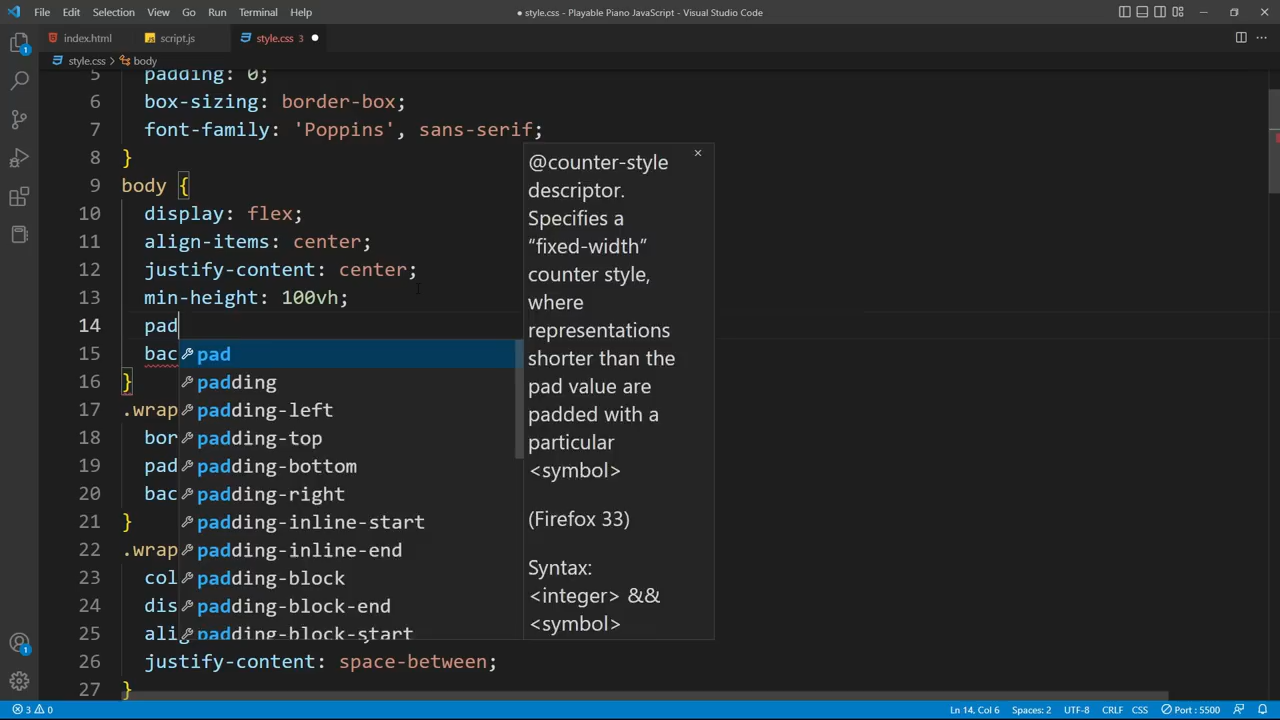 File Edit Selection View Go Run Terminal Help
● style.css - Playable Piano JavaScript - Visual Studio Code
index.html
script.js
style.css 3 ●
style.css > body
5 padding: 0;
6 box-sizing: border-box;
7 font-family: 'Poppins', sans-serif;
8 }
9 body {
10 display: flex;
11 align-items: center;
12 justify-content: center;
13 min-height: 100vh;
14 pad
15 bac
16 }
17 .wrap
18 bor
19 pad
20 bac
21 }
22 .wrap
23 col
24 dis
25 ali
26 justify-content: space-between;
27 }
pad
padding
padding-left
padding-top
padding-bottom
padding-right
padding-inline-start
padding-inline-end
padding-block
padding-block-end
padding-block-start
@counter-style
descriptor.
Specifies a
“fixed-width”
counter style,
where
representations
shorter than the
pad value are
padded with a
particular
<symbol>
(Firefox 33)
Syntax:
<integer> &&
<symbol>
1
1
3 0
Ln 14, Col 6
Spaces: 2
UTF-8
CRLF
CSS
Port : 5500